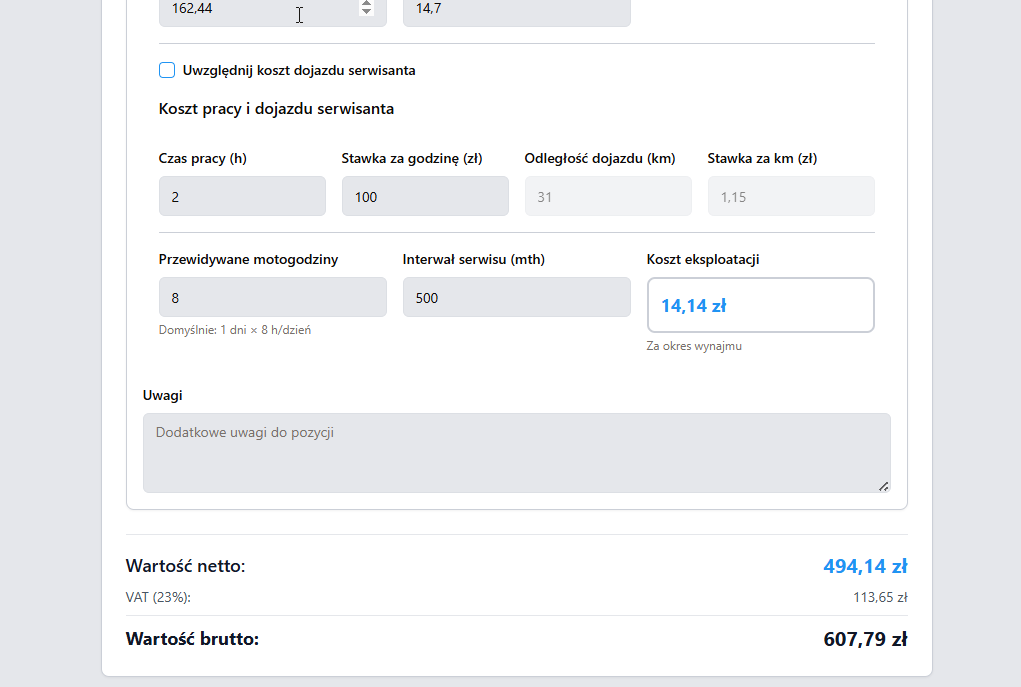 162,44 14,7
Uwzględnij koszt dojazdu serwisanta
Koszt pracy i dojazdu serwisanta
Czas pracy (h) Stawka za godzinę (zł) Odległość dojazdu (km) Stawka za km (zł)
2 100 31 1,15
Przewidywane motogodziny Interwał serwisu (mth) Koszt eksploatacji
8 500 14,14 zł
Domyślnie: 1 dni × 8 h/dzień
Za okres wynajmu
Uwagi
Dodatkowe uwagi do pozycji
Wartość netto: 494,14 zł
VAT (23%): 113,65 zł
Wartość brutto: 607,79 zł